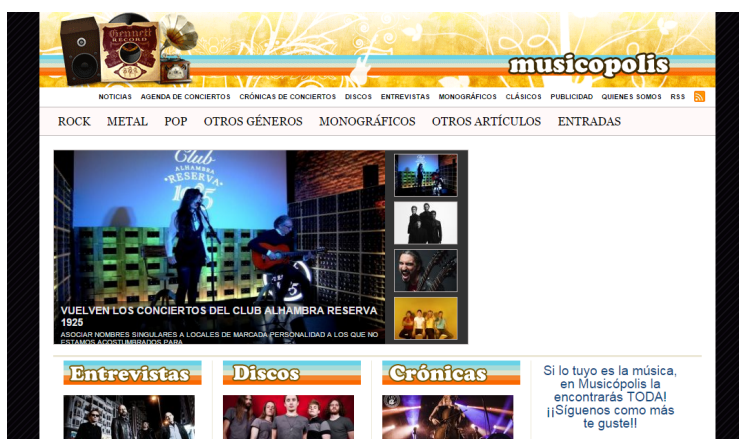 Gennett
RECORD
musicopolis
NOTICIAS AGENDA DE CONCIERTOS CRÓNICAS DE CONCIERTOS DISCOS ENTREVISTAS MONOGRÁFICOS CLÁSICOS PUBLICIDAD QUIENES SOMOS RSS
ROCK METAL POP OTROS GÉNEROS MONOGRÁFICOS OTROS ARTÍCULOS ENTRADAS
Club
ALHAMBRA
RESERVA
1925
VUELVEN LOS CONCIERTOS DEL CLUB ALHAMBRA RESERVA
1925
ASOCIAR NOMBRES SINGULARES A LOCALES DE MARCADA PERSONALIDAD A LOS QUE NO
ESTAMOS ACOSTUMBRADOS PARA
Entrevistas
Discos
Crónicas
Si lo tuyo es la música,
en Musicópolis la
encontrarás TODA!
¡¡Síguenos como más
te guste!!